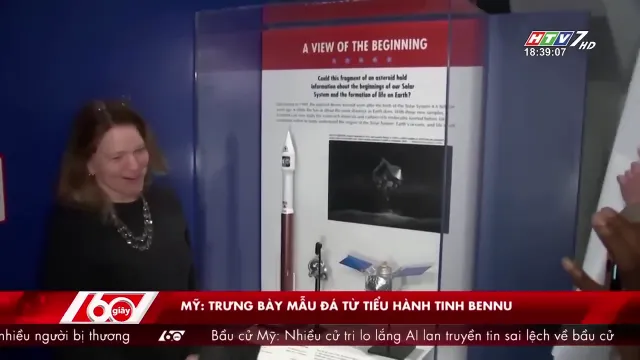 HTV7 HD
18:39:07
A VIEW OF THE BEGINNING
Could this fragment of an asteroid hold
information about the beginnings of our Solar
System and the formation of life on Earth?
60 giây
MỸ: TRƯNG BÀY MẪU ĐÁ TỪ TIỂU HÀNH TINH BENNU
nhiều người bị thương 60giây Bầu cử Mỹ: Nhiều cử tri lo lắng AI lan truyền tin sai lệch về bầu cử